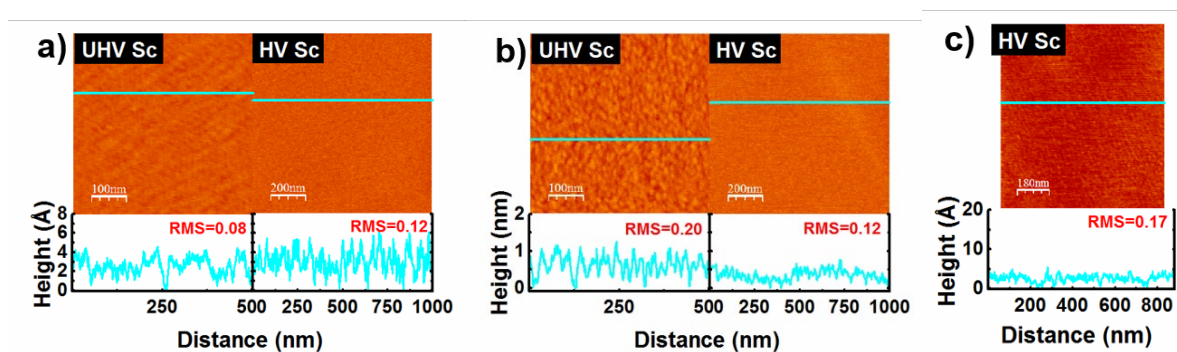 a) UHV Sc HV Sc
100nm 200nm
Height (Å)
8
6
4
2
0
RMS=0.08 RMS=0.12
250 500 250 500 750 1000
Distance (nm)
b) UHV Sc HV Sc
100nm 200nm
Height (nm)
2
1
0
RMS=0.20 RMS=0.12
250 500 250 500 750 1000
Distance (nm)
c) HV Sc
180nm
Height (Å)
20
10
0
RMS=0.17
200 400 600 800
Distance (nm)